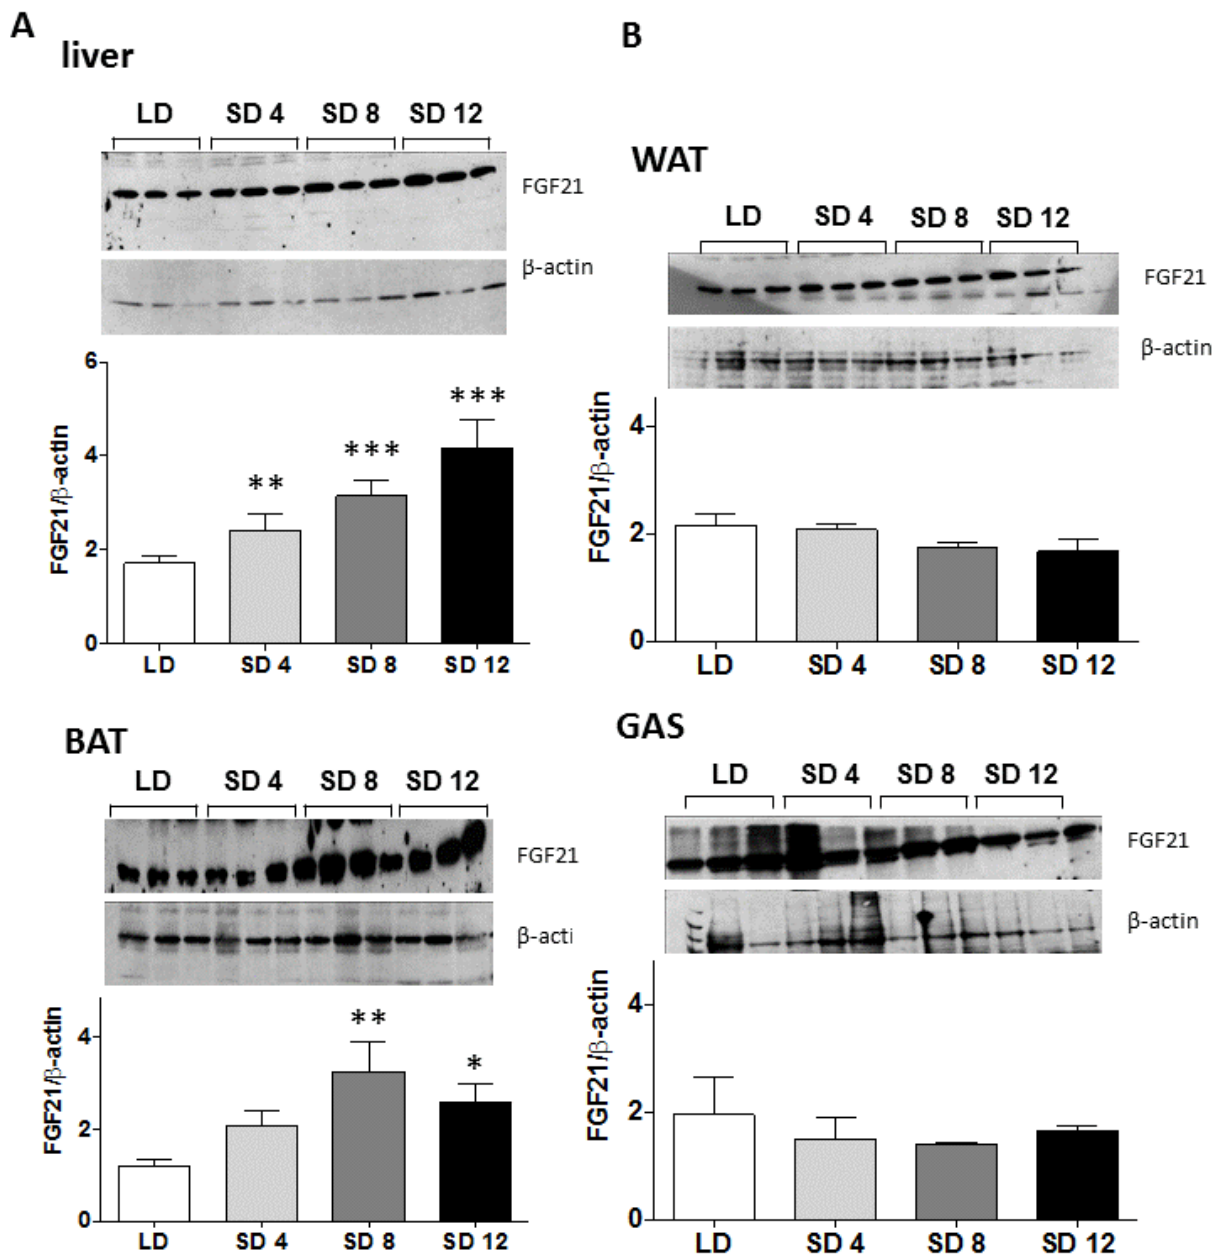 A
liver
LD SD 4 SD 8 SD 12
FGF21
β-actin
6
4
2
0
FGF21/β-actin
** *** ***
LD SD 4 SD 8 SD 12
B
WAT
LD SD 4 SD 8 SD 12
FGF21
β-actin
4
2
0
FGF21/β-actin
LD SD 4 SD 8 SD 12
BAT
LD SD 4 SD 8 SD 12
FGF21
β-acti
4
2
0
FGF21/β-actin
** *
LD SD 4 SD 8 SD 12
GAS
LD SD 4 SD 8 SD 12
FGF21
β-actin
4
2
0
FGF21/β-actin
LD SD 4 SD 8 SD 12